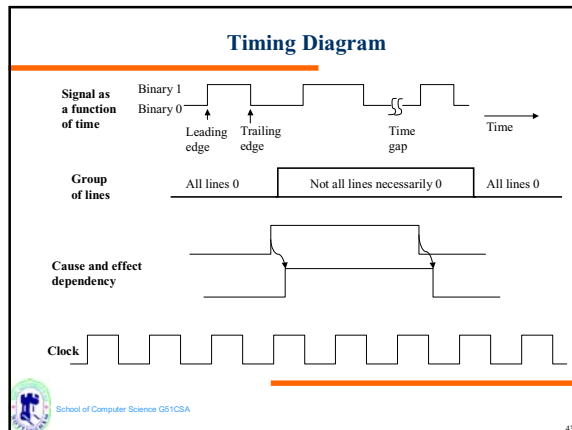 Timing Diagram
Signal as
a function
of time
Binary 1
Binary 0
Leading
edge
Trailing
edge
Time
gap
Time
Group
of lines
All lines 0
Not all lines necessarily 0
All lines 0
Cause and effect
dependency
Clock
School of Computer Science G51CSA